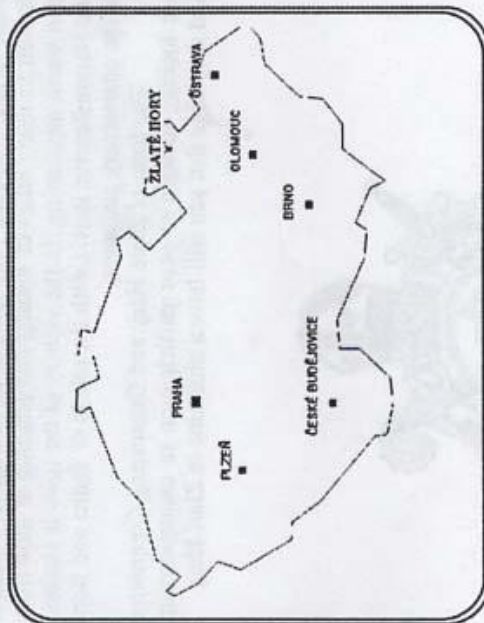 ZLATÉ HORY
OSTRAVA
OLOMOUC
BRNO
PRAHA
PLZEŇ
ČESKÉ BUDĚJOVICE